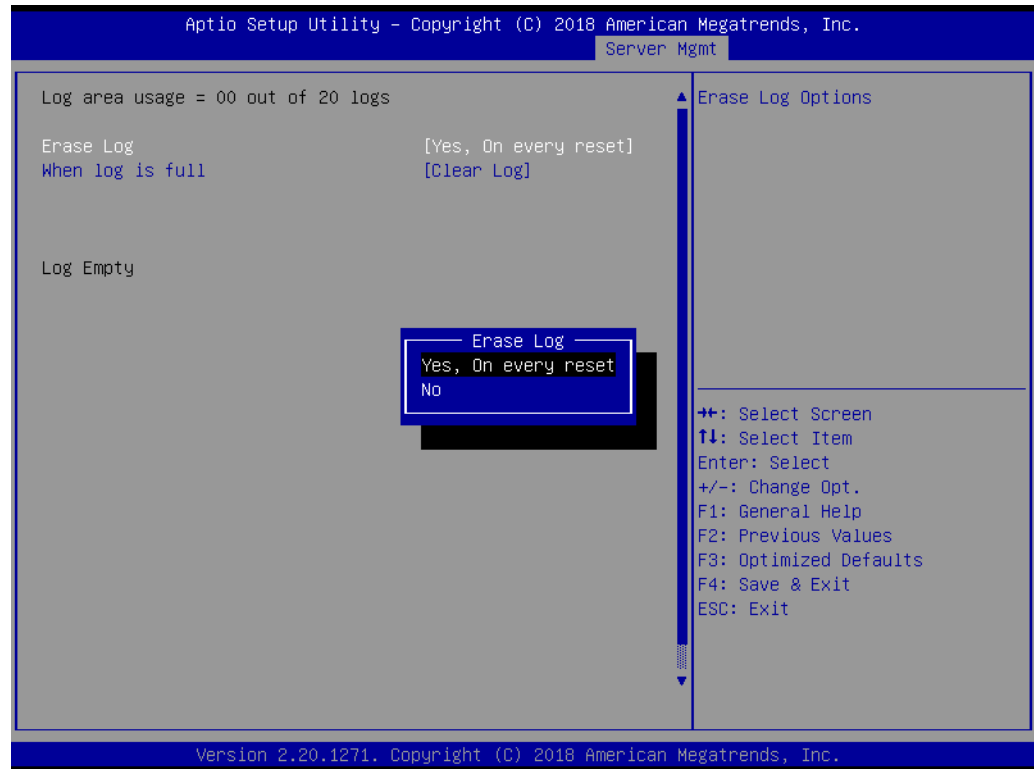 Aptio Setup Utility – Copyright (C) 2018 American Megatrends, Inc.
Server Mgmt
Log area usage = 00 out of 20 logs
Erase Log [Yes, On every reset]
When log is full [Clear Log]
Log Empty
Erase Log
Yes, On every reset
No
Erase Log Options
→←: Select Screen
↑↓: Select Item
Enter: Select
+/-: Change Opt.
F1: General Help
F2: Previous Values
F3: Optimized Defaults
F4: Save & Exit
ESC: Exit
Version 2.20.1271. Copyright (C) 2018 American Megatrends, Inc.